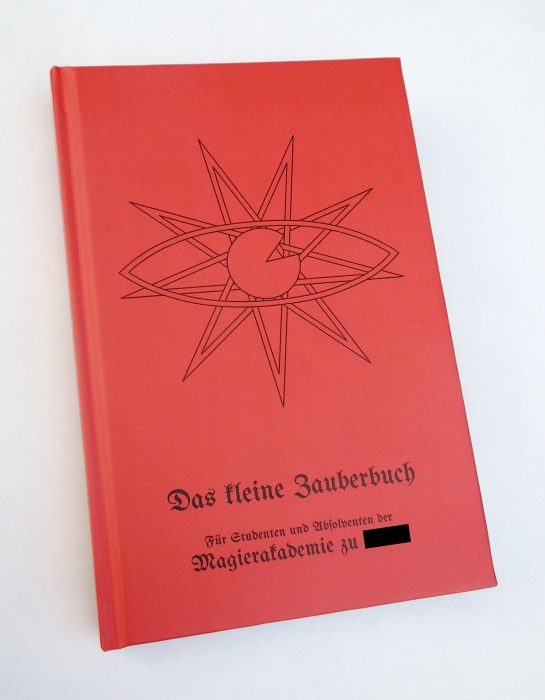 Das kleine Zauberbuch
Für Studenten und Absolventen der
Magierakademie zu